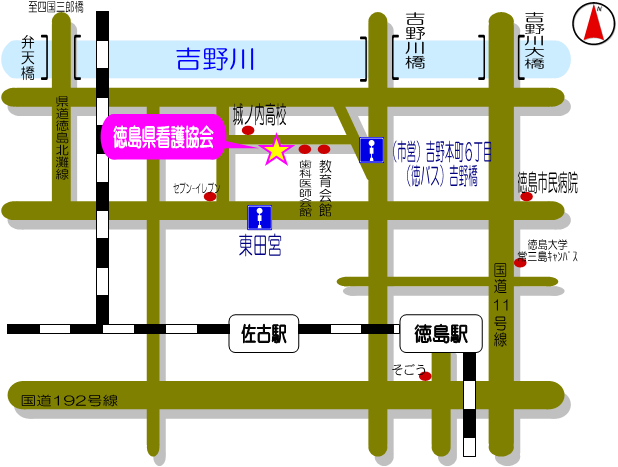 至四国三郎橋
弁天橋
吉野川
吉野川橋
吉野川大橋
N
県道徳島北灘線
城ノ内高校
徳島県看護協会
(市営)吉野本町6丁目
(徳バス)吉野橋
歯科医師会館
教育会館
セブン-イレブン
徳島市民病院
東田宮
徳島大学
常三島キャンパス
国道11号線
佐古駅
徳島駅
そごう
国道192号線